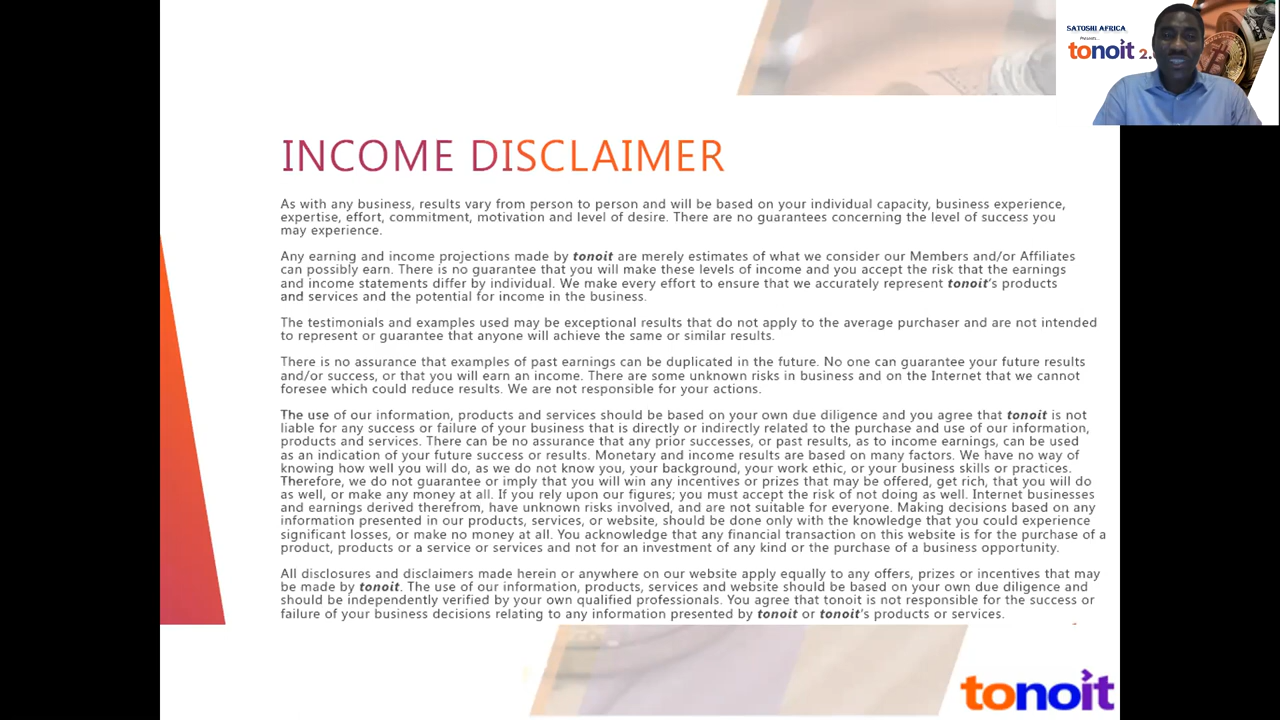 SATOSHI AFRICA
Presents...
tonoit 2.
INCOME DISCLAIMER
As with any business, results vary from person to person and will be based on your individual capacity, business experience,
expertise, effort, commitment, motivation and level of desire. There are no guarantees concerning the level of success you
may experience.
Any earning and income projections made by tonoit are merely estimates of what we consider our Members and/or Affiliates
can possibly earn. There is no guarantee that you will make these levels of income and you accept the risk that the earnings
and income statements differ by individual. We make every effort to ensure that we accurately represent tonoit's products
and services and the potential for income in the business.
The testimonials and examples used may be exceptional results that do not apply to the average purchaser and are not intended
to represent or guarantee that anyone will achieve the same or similar results.
There is no assurance that examples of past earnings can be duplicated in the future. No one can guarantee your future results
and/or success, or that you will earn an income. There are some unknown risks in business and on the Internet that we cannot
foresee which could reduce results. We are not responsible for your actions.
The use of our information, products and services should be based on your own due diligence and you agree that tonoit is not
liable for any success or failure of your business that is directly or indirectly related to the purchase and use of our information,
products and services. There can be no assurance that any prior successes, or past results, as to income earnings, can be used
as an indication of your future success or results. Monetary and income results are based on many factors. We have no way of
knowing how well you will do, as we do not know you, your background, your work ethic, or your business skills or practices.
Therefore, we do not guarantee or imply that you will win any incentives or prizes that may be offered, get rich, that you will do
as well, or make any money at all. If you rely upon our figures; you must accept the risk of not doing as well. Internet businesses
and earnings derived therefrom, have unknown risks involved, and are not suitable for everyone. Making decisions based on any
information presented in our products, services, or website, should be done only with the knowledge that you could experience
significant losses, or make no money at all. You acknowledge that any financial transaction on this website is for the purchase of a
product, products or a service or services and not for an investment of any kind or the purchase of a business opportunity.
All disclosures and disclaimers made herein or anywhere on our website apply equally to any offers, prizes or incentives that may
be made by tonoit. The use of our information, products, services and website should be based on your own due diligence and
should be independently verified by your own qualified professionals. You agree that tonoit is not responsible for the success or
failure of your business decisions relating to any information presented by tonoit or tonoit's products or services.
tonoit